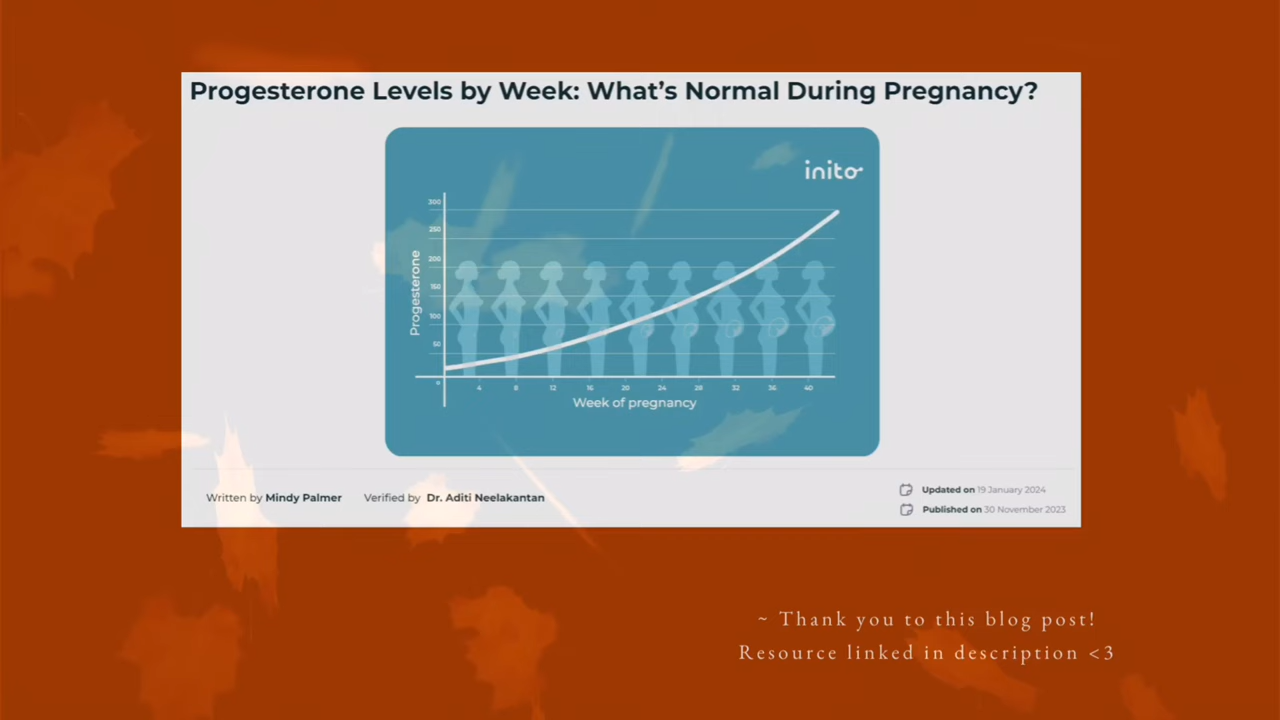 Progesterone Levels by Week: What's Normal During Pregnancy?
inito
300
250
200
150
100
50
0
Progesterone
4 8 12 16 20 24 28 32 36 40
Week of pregnancy
Written by Mindy Palmer Verified by Dr. Aditi Neelakantan
Updated on 19 January 2024
Published on 30 November 2023
~ Thank you to this blog post!
Resource linked in description <3